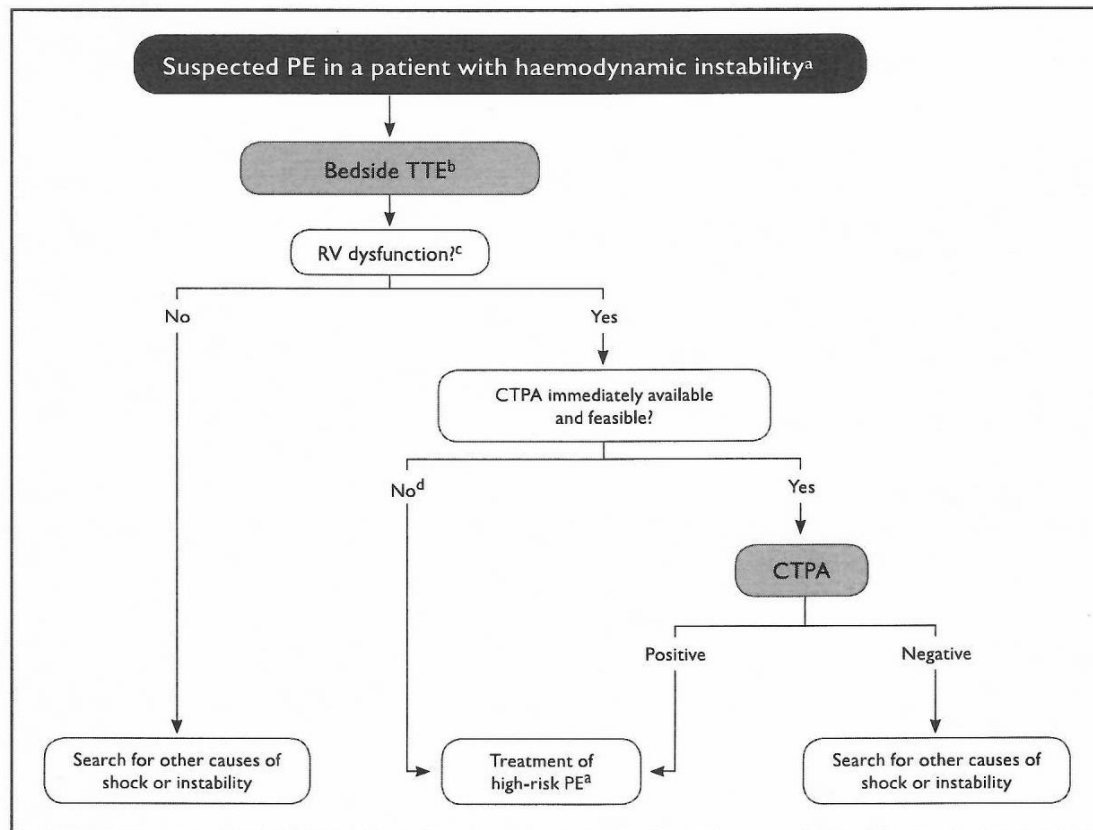 Suspected PE in a patient with haemodynamic instabilityᵃ
Bedside TTEᵇ
RV dysfunction?ᶜ
No
Yes
CTPA immediately available
and feasible?
Noᵈ
Yes
CTPA
Positive
Negative
Search for other causes of
shock or instability
Treatment of
high-risk PEᵃ
Search for other causes of
shock or instability